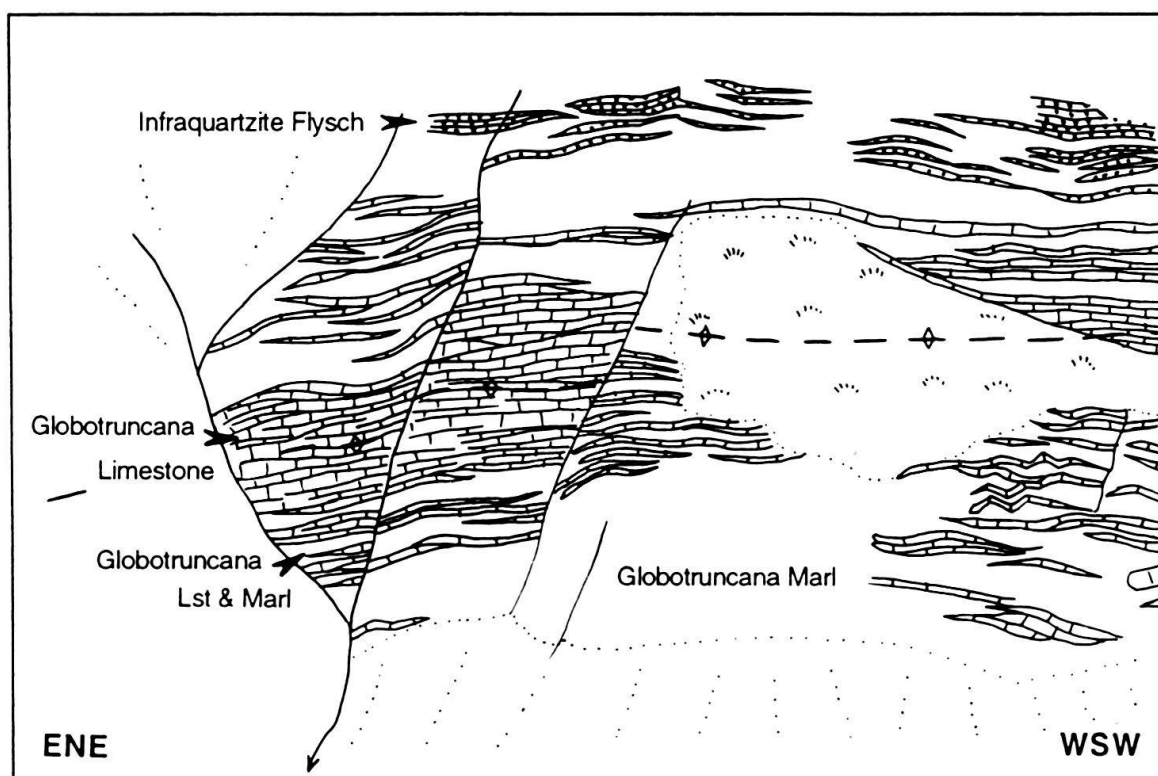 Infraquartzite Flysch
Globotruncana
Limestone
Globotruncana
Lst & Marl
Globotruncana Marl
ENE
WSW